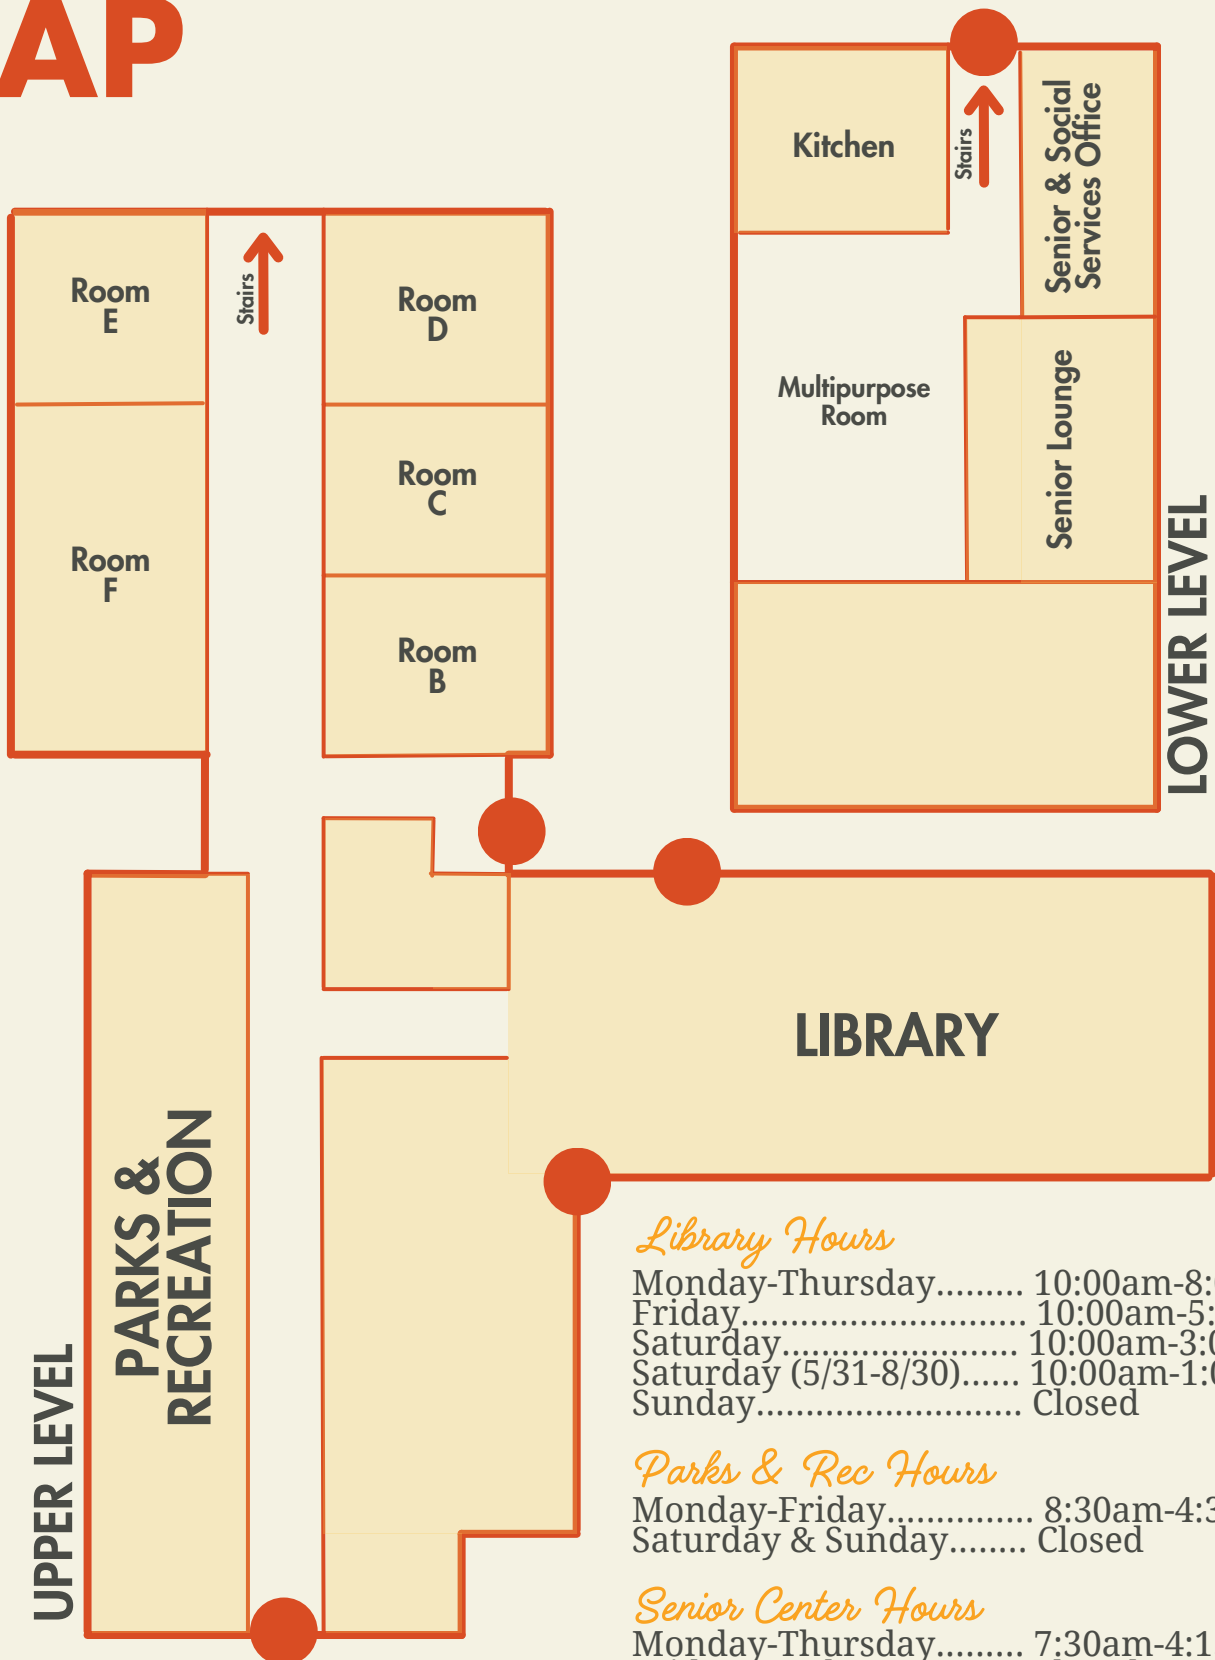 AP
Kitchen
Stairs
Senior & Social
Services Office
Room
E
Stairs
Room
D
Multipurpose
Room
Senior Lounge
Room
C
Room
F
Room
B
LOWER LEVEL
LIBRARY
PARKS &
RECREATION
UPPER LEVEL
Library Hours
Monday-Thursday......... 10:00am-8:
Friday............................. 10:00am-5:
Saturday........................ 10:00am-3:0
Saturday (5/31-8/30)...... 10:00am-1:0
Sunday........................... Closed
Parks & Rec Hours
Monday-Friday............... 8:30am-4:3
Saturday & Sunday........ Closed
Senior Center Hours
Monday-Thursday......... 7:30am-4:1